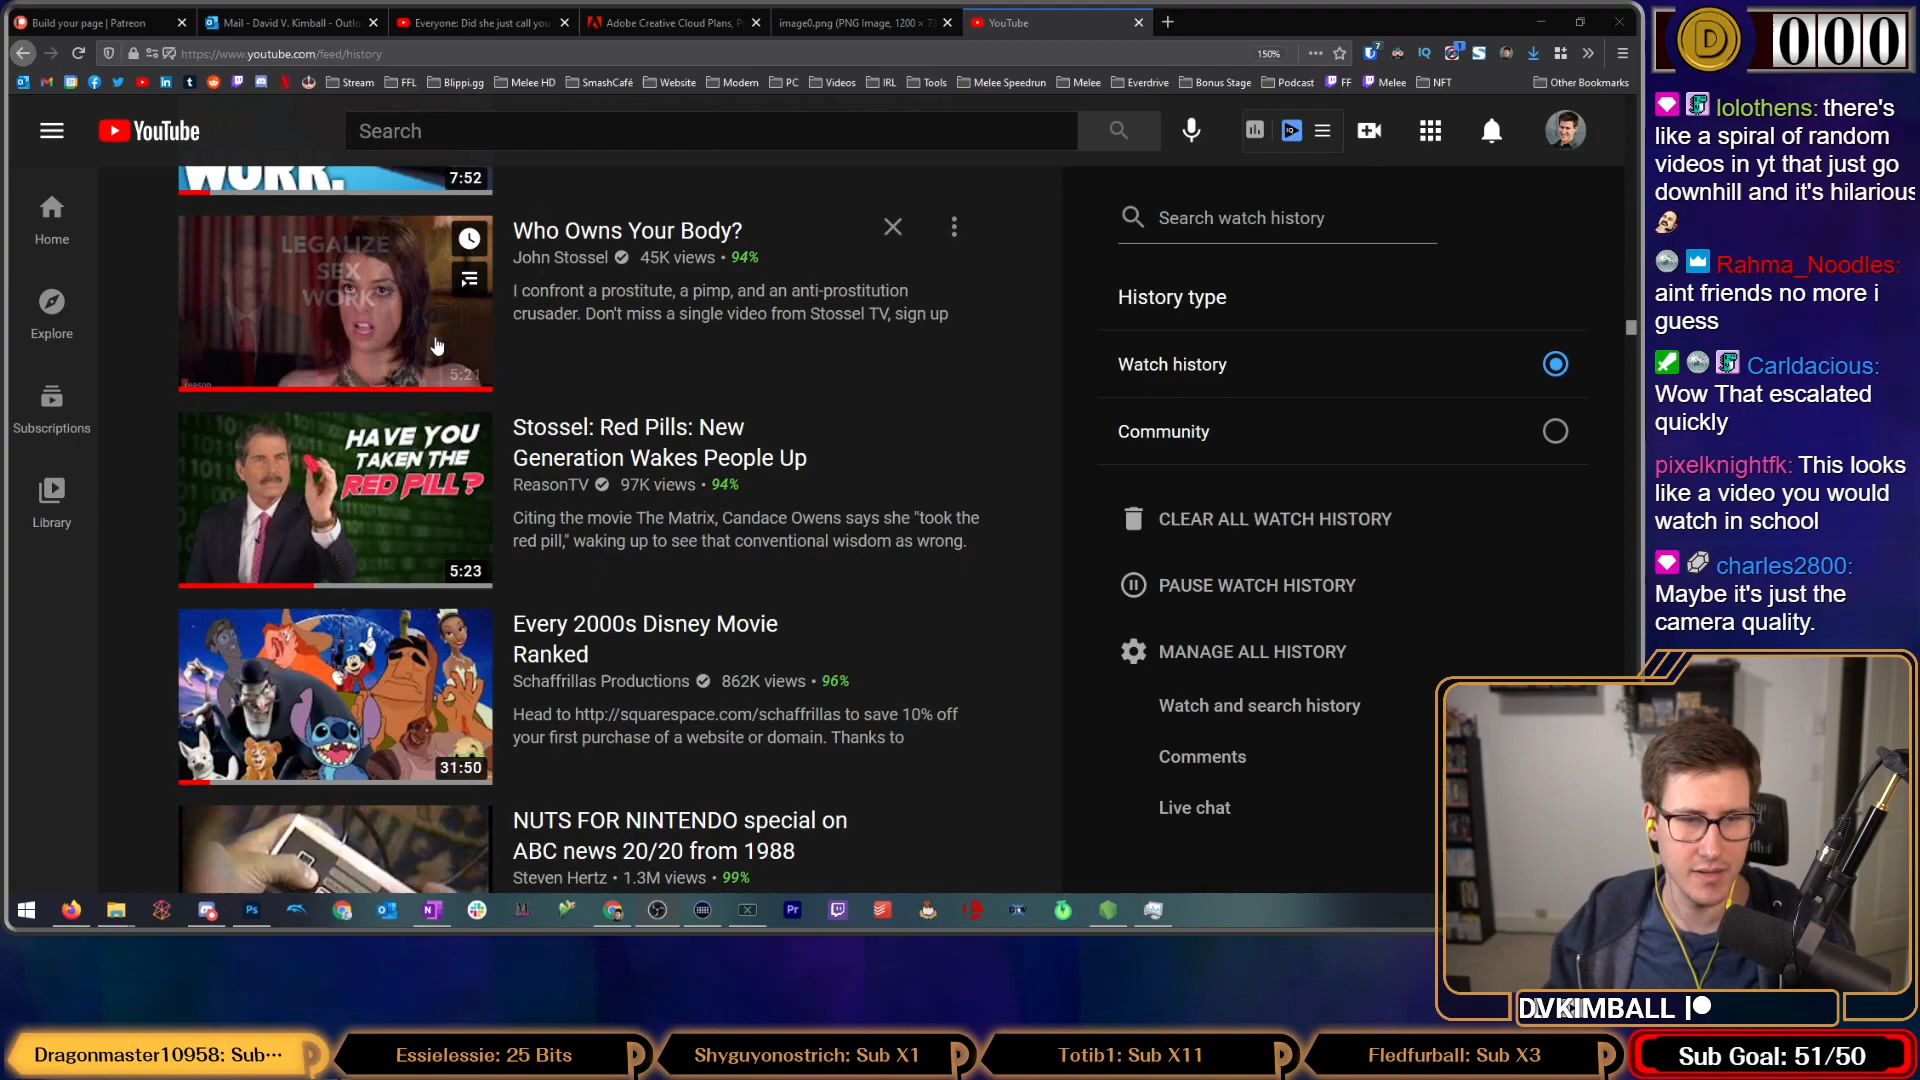 Build your page | Patreon
Mail - David V. Kimball - Outlo
Everyone: Did she just call you
Adobe Creative Cloud Plans, P
image0.png (PNG Image, 1200 ×
YouTube
https://www.youtube.com/feed/history
150%
Stream
FFL
Blippi.gg
Melee HD
SmashCafé
Website
Modem
PC
Videos
IRL
Tools
Melee Speedrun
Melee
Everdrive
Bonus Stage
Podcast
FF
Melee
NFT
Other Bookmarks
YouTube
Search
Home
Explore
Subscriptions
Library
WORK.
7:52
LEGALIZE
SEX
WORK
reason
5:21
Who Owns Your Body?
John Stossel 45K views • 94%
I confront a prostitute, a pimp, and an anti-prostitution
crusader. Don't miss a single video from Stossel TV, sign up
HAVE YOU
TAKEN THE
RED PILL?
5:23
Stossel: Red Pills: New
Generation Wakes People Up
ReasonTV 97K views • 94%
Citing the movie The Matrix, Candace Owens says she "took the
red pill," waking up to see that conventional wisdom as wrong.
31:50
Every 2000s Disney Movie
Ranked
Schaffrillas Productions 862K views • 96%
Head to http://squarespace.com/schaffrillas to save 10% off
your first purchase of a website or domain. Thanks to
NUTS FOR NINTENDO special on
ABC news 20/20 from 1988
Steven Hertz • 1.3M views • 99%
Search watch history
History type
Watch history
Community
CLEAR ALL WATCH HISTORY
PAUSE WATCH HISTORY
MANAGE ALL HISTORY
Watch and search history
Comments
Live chat
D
000
lolothens: there's
like a spiral of random
videos in yt that just go
downhill and it's hilarious
Rahma_Noodles:
aint friends no more i
guess
Carldacious:
Wow That escalated
quickly
pixelknightfk: This looks
like a video you would
watch in school
charles2800:
Maybe it's just the
camera quality.
DVKIMBALL
Dragonmaster10958: Sub…
Essielessie: 25 Bits
Shyguyonostrich: Sub X1
Totib1: Sub X11
Fledfurball: Sub X3
Sub Goal: 51/50